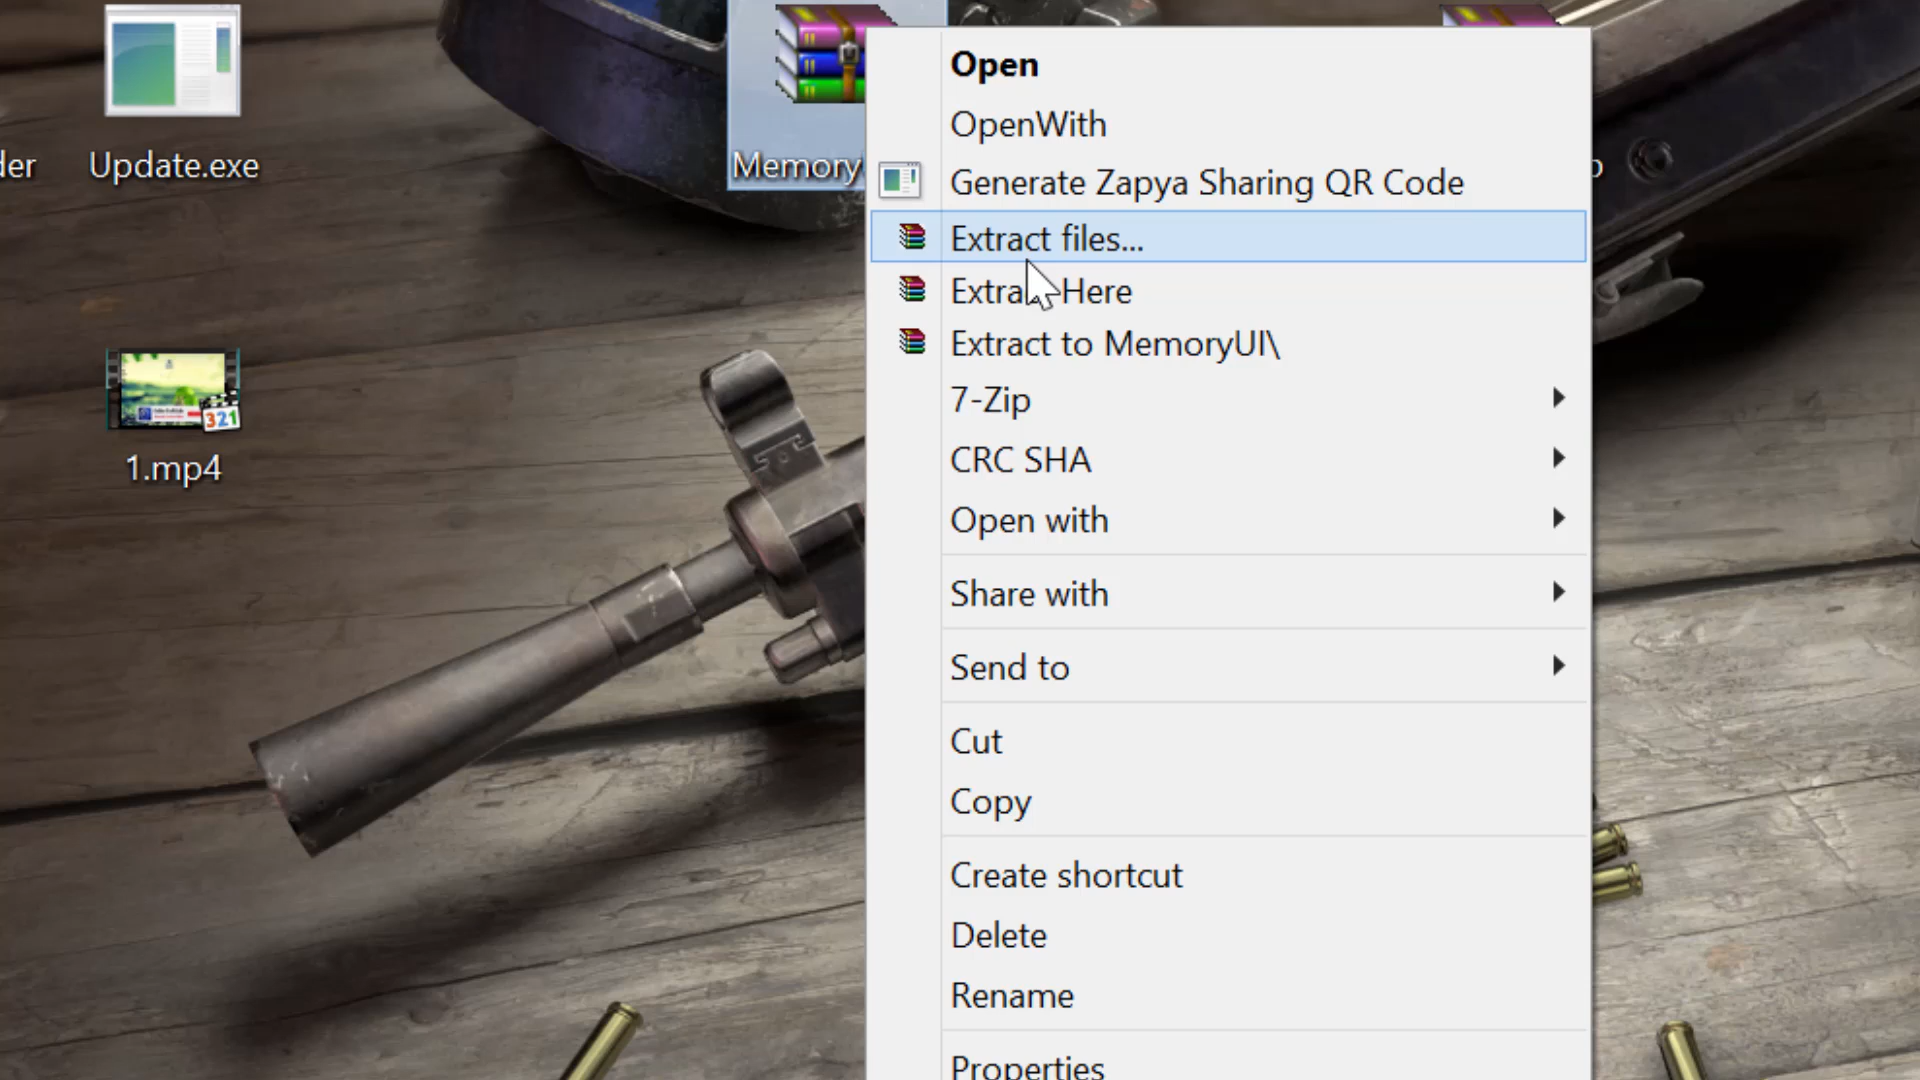 der
Update.exe
Memory
1.mp4
Open
OpenWith
Generate Zapya Sharing QR Code
Extract files...
Extract Here
Extract to MemoryUI\
7-Zip
CRC SHA
Open with
Share with
Send to
Cut
Copy
Create shortcut
Delete
Rename
Properties
p
321